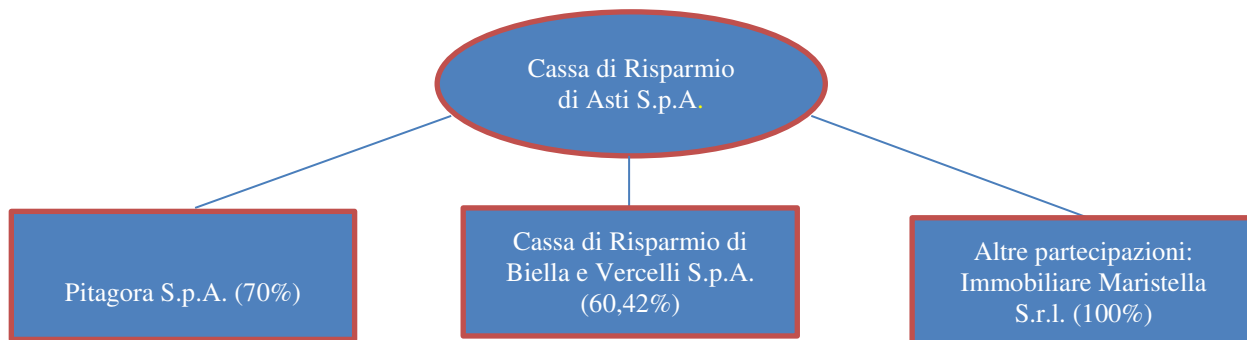 Cassa di Risparmio
di Asti S.p.A.
Pitagora S.p.A. (70%)
Cassa di Risparmio di
Biella e Vercelli S.p.A.
(60,42%)
Altre partecipazioni:
Immobiliare Maristella
S.r.l. (100%)